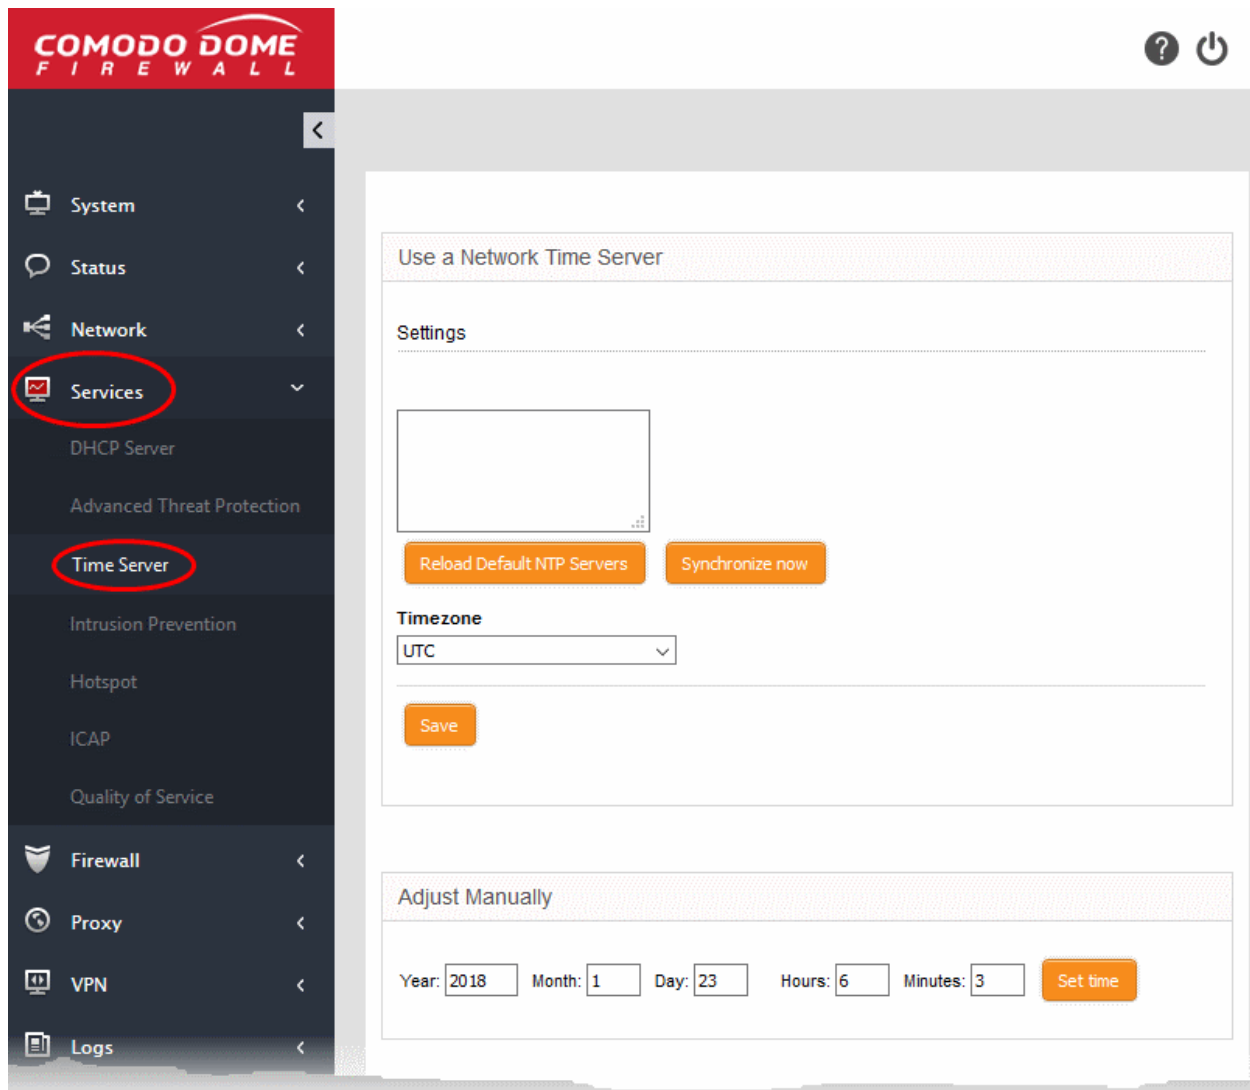 COMODO DOME
FIREWALL
System
Status
Network
Services
DHCP Server
Advanced Threat Protection
Time Server
Intrusion Prevention
Hotspot
ICAP
Quality of Service
Firewall
Proxy
VPN
Logs
Use a Network Time Server
Settings
Reload Default NTP Servers Synchronize now
Timezone
UTC
Save
Adjust Manually
Year: 2018 Month: 1 Day: 23 Hours: 6 Minutes: 3 Set time